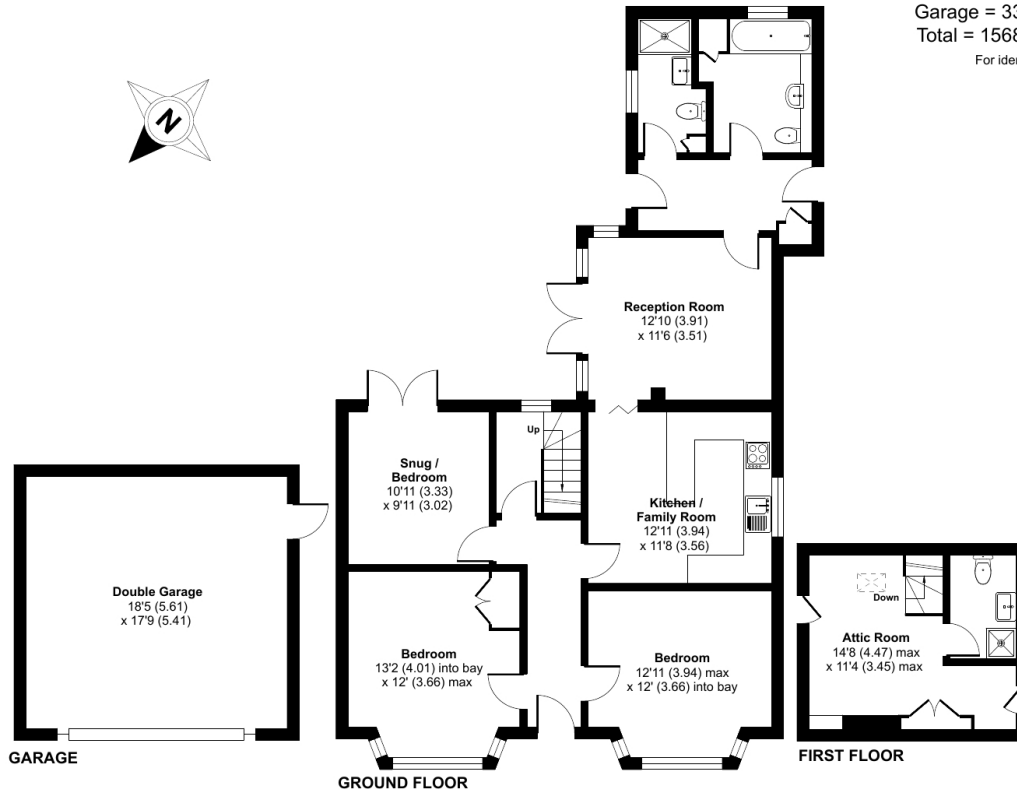 Garage = 33
Total = 1568
For iden
N
Reception Room
12'10 (3.91)
x 11'6 (3.51)
Up
Snug /
Bedroom
10'11 (3.33)
x 9'11 (3.02)
Kitchen /
Family Room
12'11 (3.94)
x 11'8 (3.56)
Double Garage
18'5 (5.61)
x 17'9 (5.41)
Bedroom
13'2 (4.01) into bay
x 12' (3.66) max
Bedroom
12'11 (3.94) max
x 12' (3.66) into bay
Down
Attic Room
14'8 (4.47) max
x 11'4 (3.45) max
GARAGE
GROUND FLOOR
FIRST FLOOR